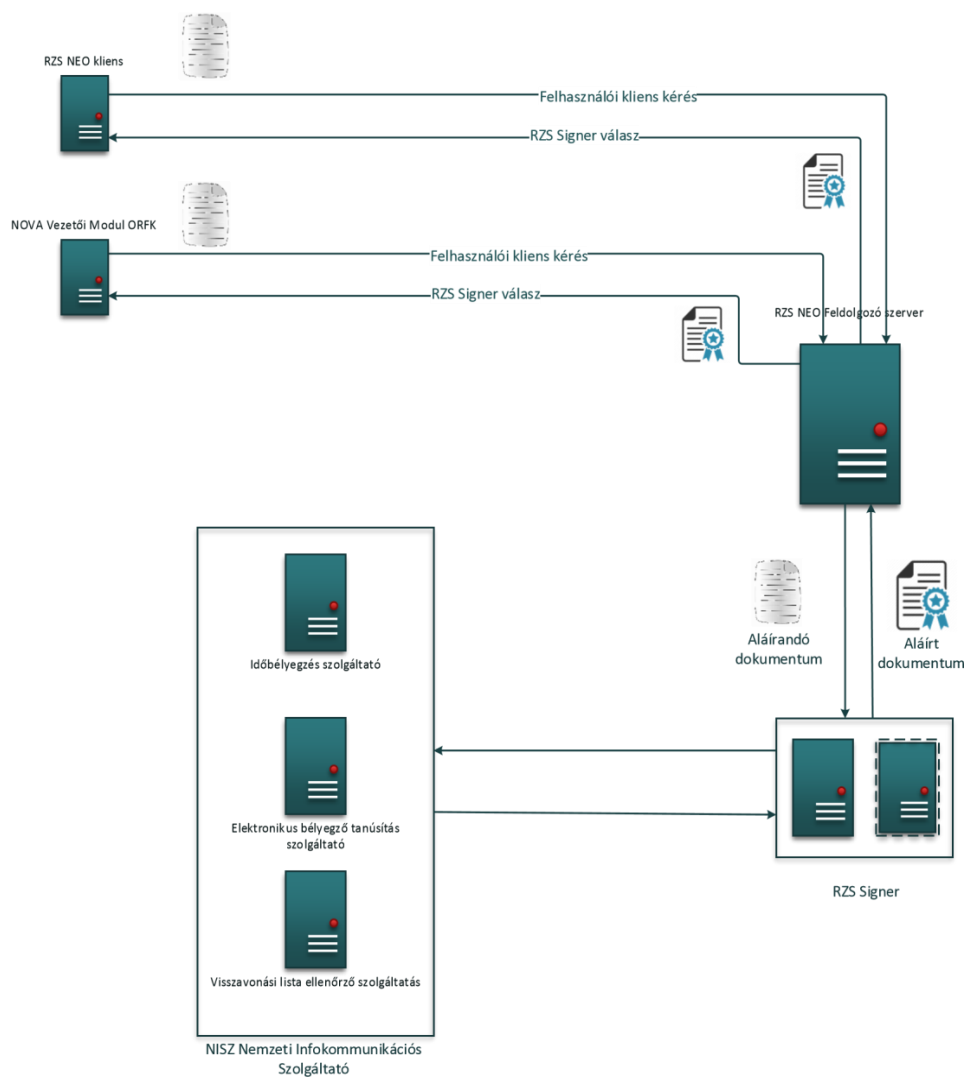 RZS NEO kliens
Felhasználói kliens kérés
RZS Signer válasz
NOVA Vezetői Modul ORFK
Felhasználói kliens kérés
RZS Signer válasz
RZS NEO Feldolgozó szerver
Aláírandó
dokumentum
Aláírt
dokumentum
Időbélyegzés szolgáltató
Elektronikus bélyegző tanúsítás
szolgáltató
Visszavonási lista ellenőrző szolgáltatás
RZS Signer
NISZ Nemzeti Infokommunikációs
Szolgáltató